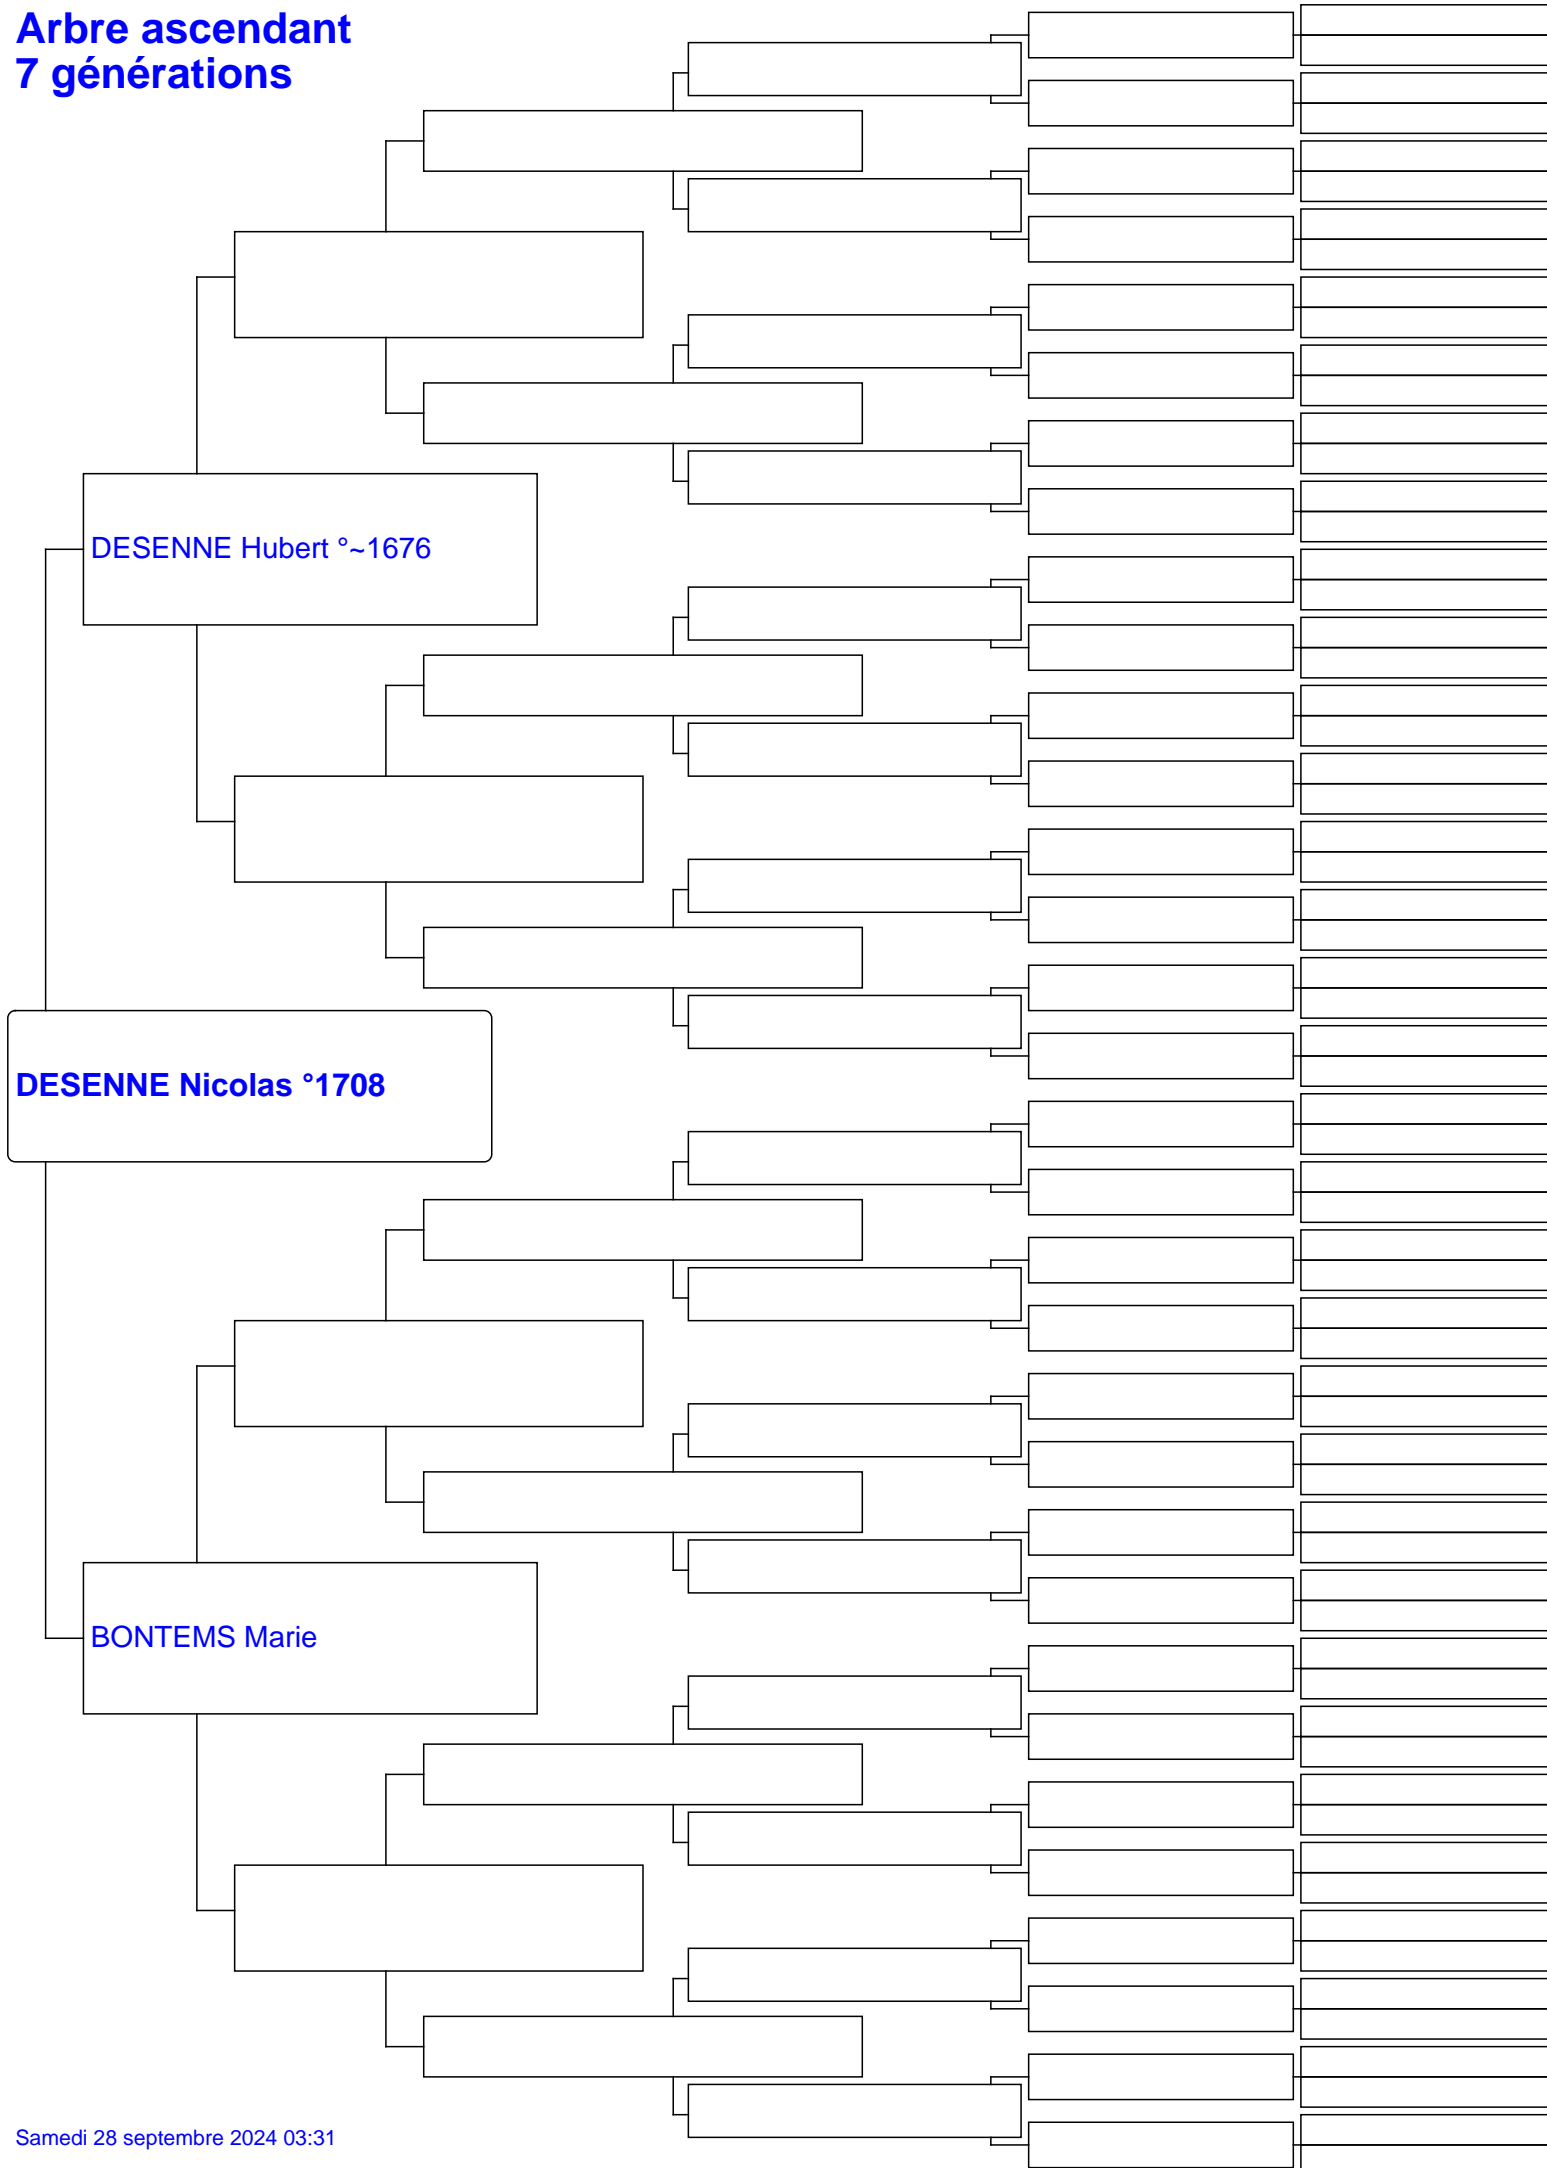 Arbre ascendant
7 générations
DESENNE Hubert °~1676
DESENNE Nicolas °1708
BONTEMS Marie
Samedi 28 septembre 2024 03:31